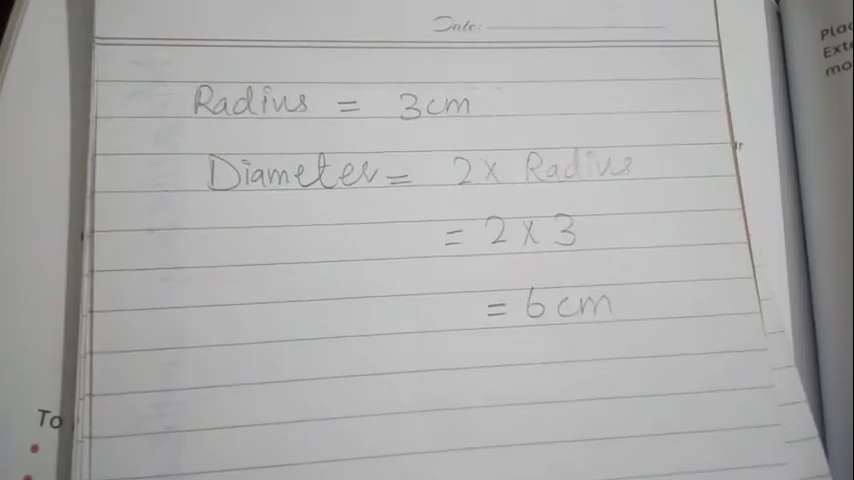 Date:
Radius = 3cm
Diameter = 2 x Radius
= 2 x 3
= 6 cm
To